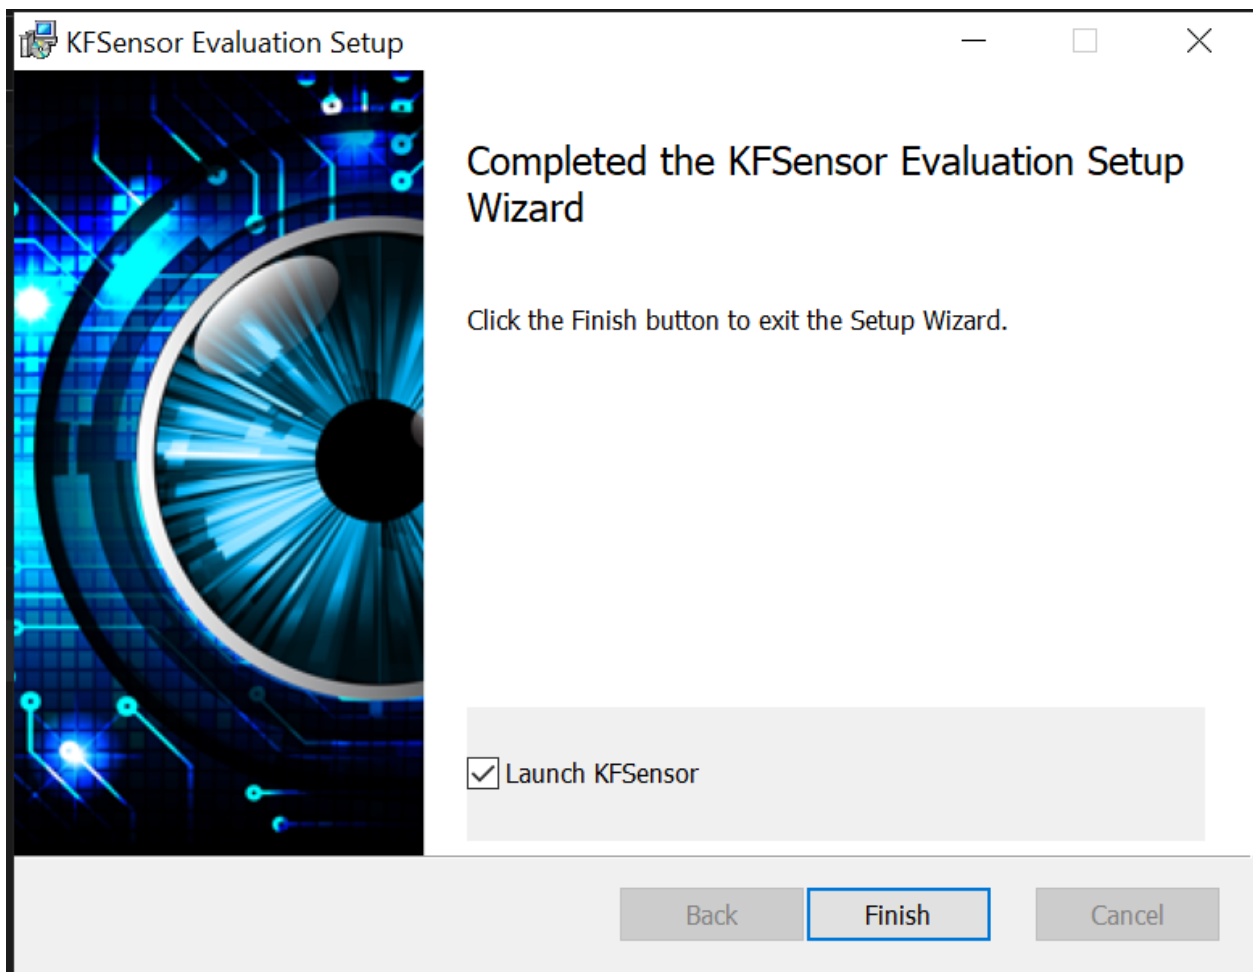 KFSensor Evaluation Setup
Completed the KFSensor Evaluation Setup
Wizard
Click the Finish button to exit the Setup Wizard.
Launch KFSensor
Back
Finish
Cancel